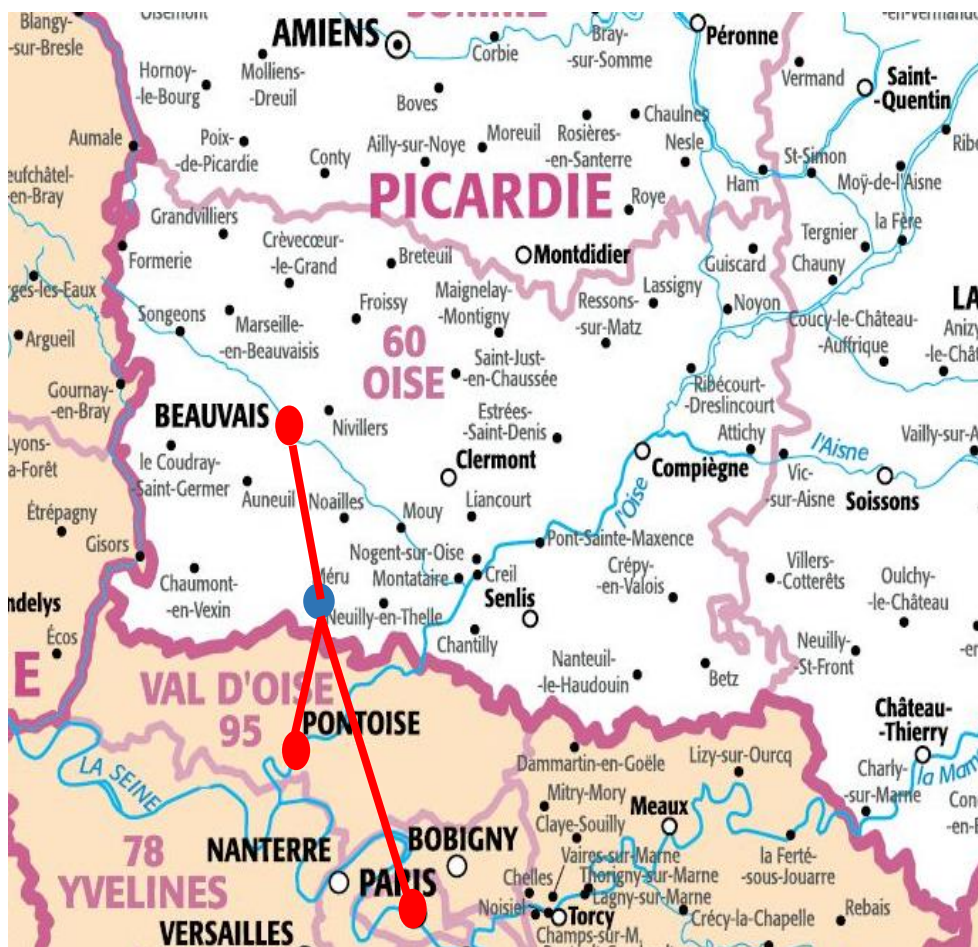 Blangy-
-sur-Bresle
AMIENS
Corbie
Bray-
-sur-Somme
Péronne
Hornoy-
-le-Bourg
Molliens-
-Dreuil
Boves
Vermand
Saint-
-Quentin
Chaulnes
Aumale
Poix-
-de-Picardie
Conty
Ailly-sur-Noye
Moreuil
Rosières-
-en-Santerre
Nesle
St-Simon
Ham
Moÿ-de-l'Aisne
PICARDIE
Roye
Grandvilliers
la Fère
Tergnier
Formerie
Crèvecœur-
-le-Grand
Breteuil
Montdidier
Guiscard
Chauny
Songeons
Marseille-
-en-Beauvaisis
Froissy
Maignelay-
-Montigny
Ressons-
-sur-Matz
Lassigny
Noyon
Coucy-le-Château-
-Auffrique
LA
Argueil
60
OISE
Saint-Just-
-en-Chaussée
Gournay-
-en-Bray
Ribécourt-
-Dreslincourt
BEAUVAIS
Nivillers
Estrées-
-Saint-Denis
Attichy
l'Aisne
Vailly-sur-A
le Coudray-
-Saint-Germer
Auneuil
Noailles
Clermont
Compiègne
Vic-
-sur-Aisne
Soissons
Liancourt
l'Oise
Étrépagny
Mouy
Gisors
Nogent-sur-Oise
Pont-Sainte-Maxence
Chaumont-
-en-Vexin
Montataire
Creil
Crépy-
-en-Valois
Villers-
-Cotterêts
Oulchy-
-le-Château
Neuilly-en-Thelle
Senlis
Écos
Chantilly
Neuilly-
-St-Front
E
VAL D'OISE
95
Nanteuil-
-le-Haudouin
Betz
PONTOISE
Château-
-Thierry
LA SEINE
Dammartin-en-Goële
Lizy-sur-Ourcq
Charly-
-sur-Marne
la Marn
Mitry-Mory
Claye-Souilly
Meaux
78
YVELINES
NANTERRE
BOBIGNY
Vaires-sur-Marne
la Ferté-
-sous-Jouarre
PARIS
Chelles
Thorigny-sur-Marne
Lagny-sur-Marne
Noisiel
Torcy
Crécy-la-Chapelle
Rebais
VERSAILLES
Champs-sur-M.